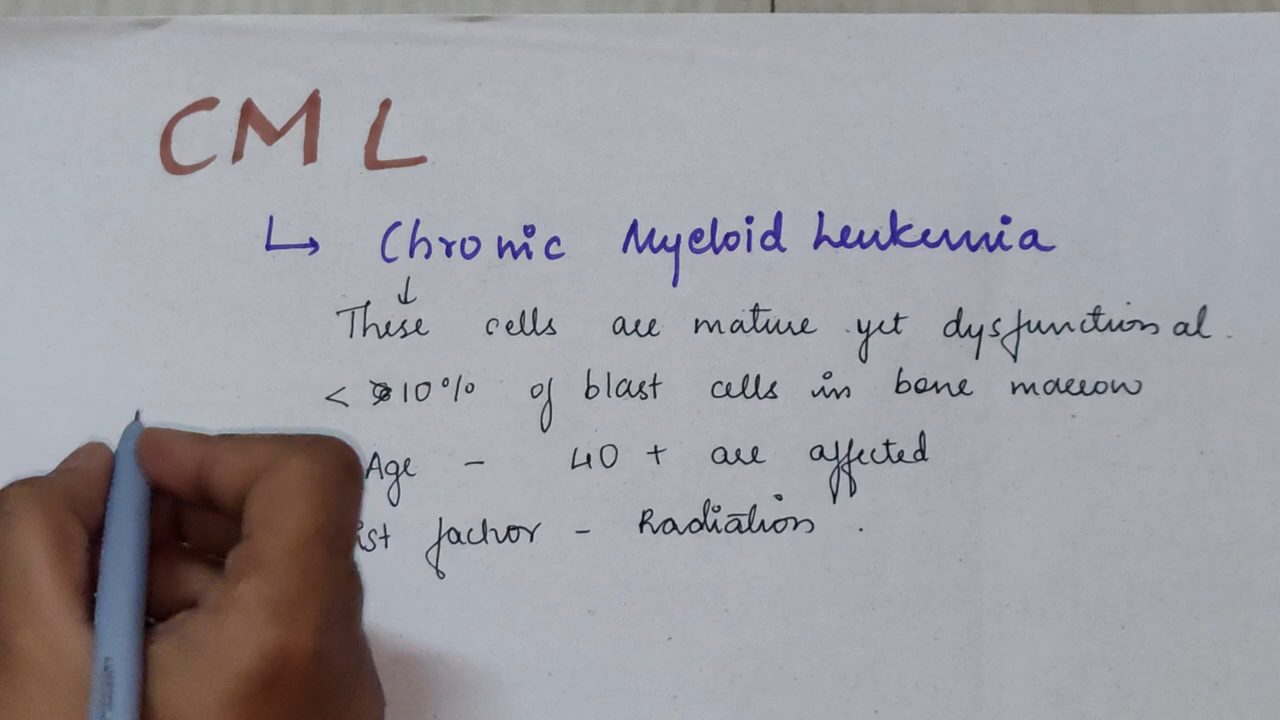 CML
↳ Chronic Myeloid Leukemia
↓
These cells are mature yet dysfunctional.
< 10% of blast cells in bone marrow
Age - 40 + are affected
factor - Radiation.